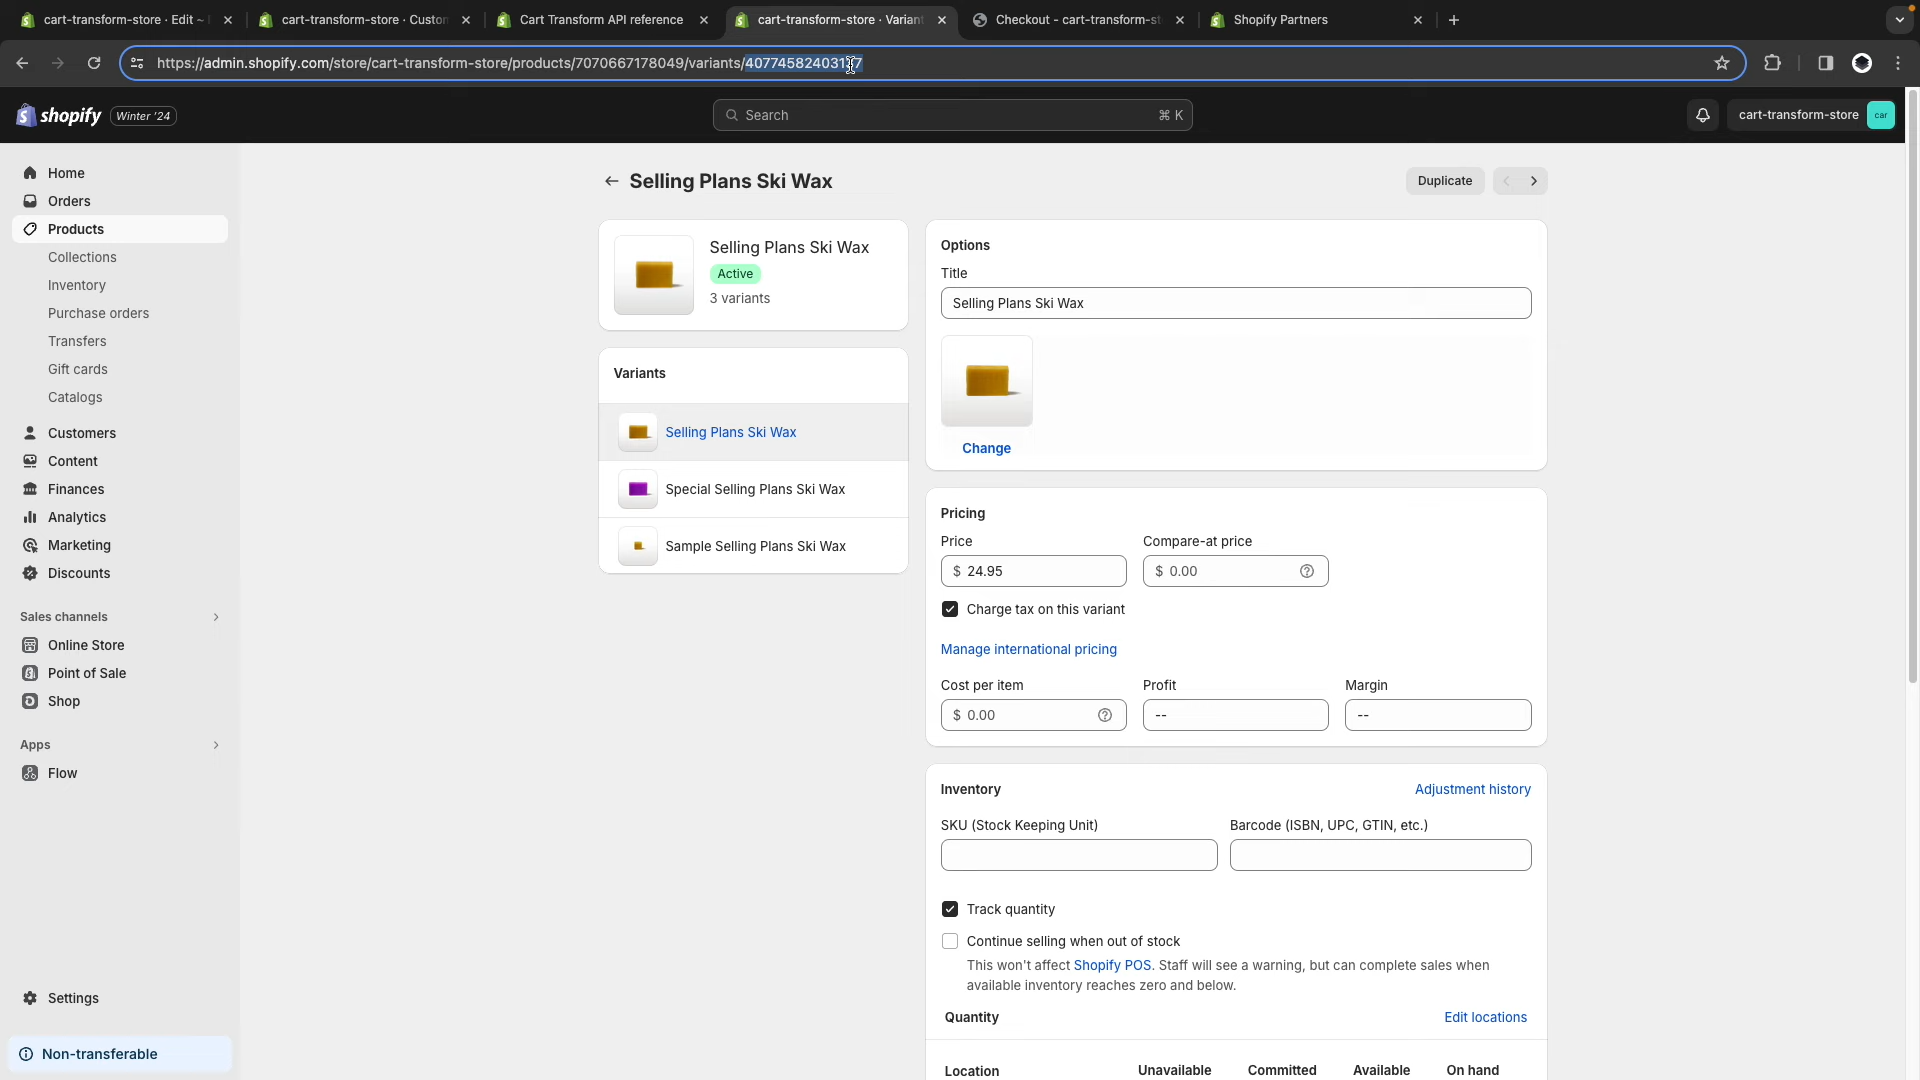 cart-transform-store · Edit ~
cart-transform-store · Custon
Cart Transform API reference
cart-transform-store · Variant
Checkout - cart-transform-st
Shopify Partners
https://admin.shopify.com/store/cart-transform-store/products/7070667178049/variants/
shopify
Winter '24
Search
⌘ K
cart-transform-store
car
Home
Orders
Products
Collections
Inventory
Purchase orders
Transfers
Gift cards
Catalogs
Customers
Content
Finances
Analytics
Marketing
Discounts
Sales channels
Online Store
Point of Sale
Shop
Apps
Flow
Settings
Non-transferable
Selling Plans Ski Wax
Duplicate
Selling Plans Ski Wax
Active
3 variants
Variants
Selling Plans Ski Wax
Special Selling Plans Ski Wax
Sample Selling Plans Ski Wax
Options
Title
Selling Plans Ski Wax
Change
Pricing
Price
Compare-at price
$ 24.95
$ 0.00
Charge tax on this variant
Manage international pricing
Cost per item
Profit
Margin
$ 0.00
--
--
Inventory
Adjustment history
SKU (Stock Keeping Unit)
Barcode (ISBN, UPC, GTIN, etc.)
Track quantity
Continue selling when out of stock
This won't affect Shopify POS. Staff will see a warning, but can complete sales when
available inventory reaches zero and below.
Quantity
Edit locations
Location
Unavailable
Committed
Available
On hand